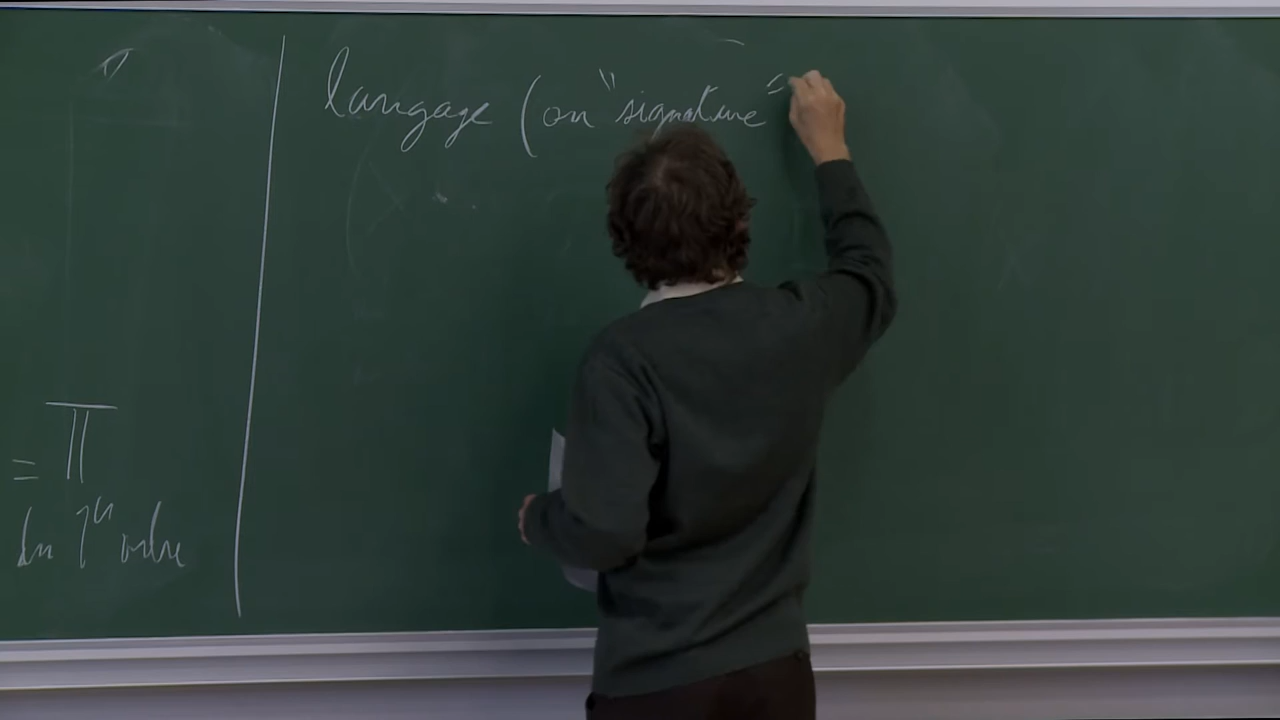 langage (ou "signature"
= Π
du 1er ordre